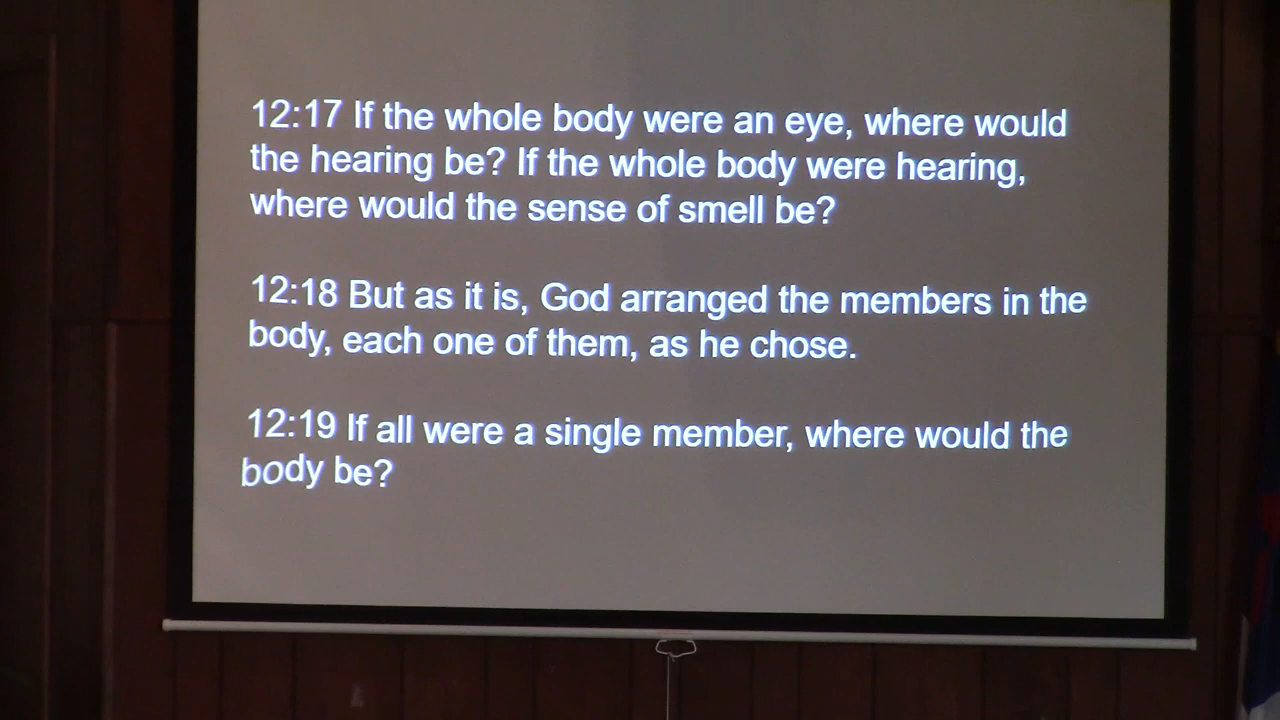 12:17 If the whole body were an eye, where would
the hearing be? If the whole body were hearing,
where would the sense of smell be?
12:18 But as it is, God arranged the members in the
body, each one of them, as he chose.
12:19 If all were a single member, where would the
body be?